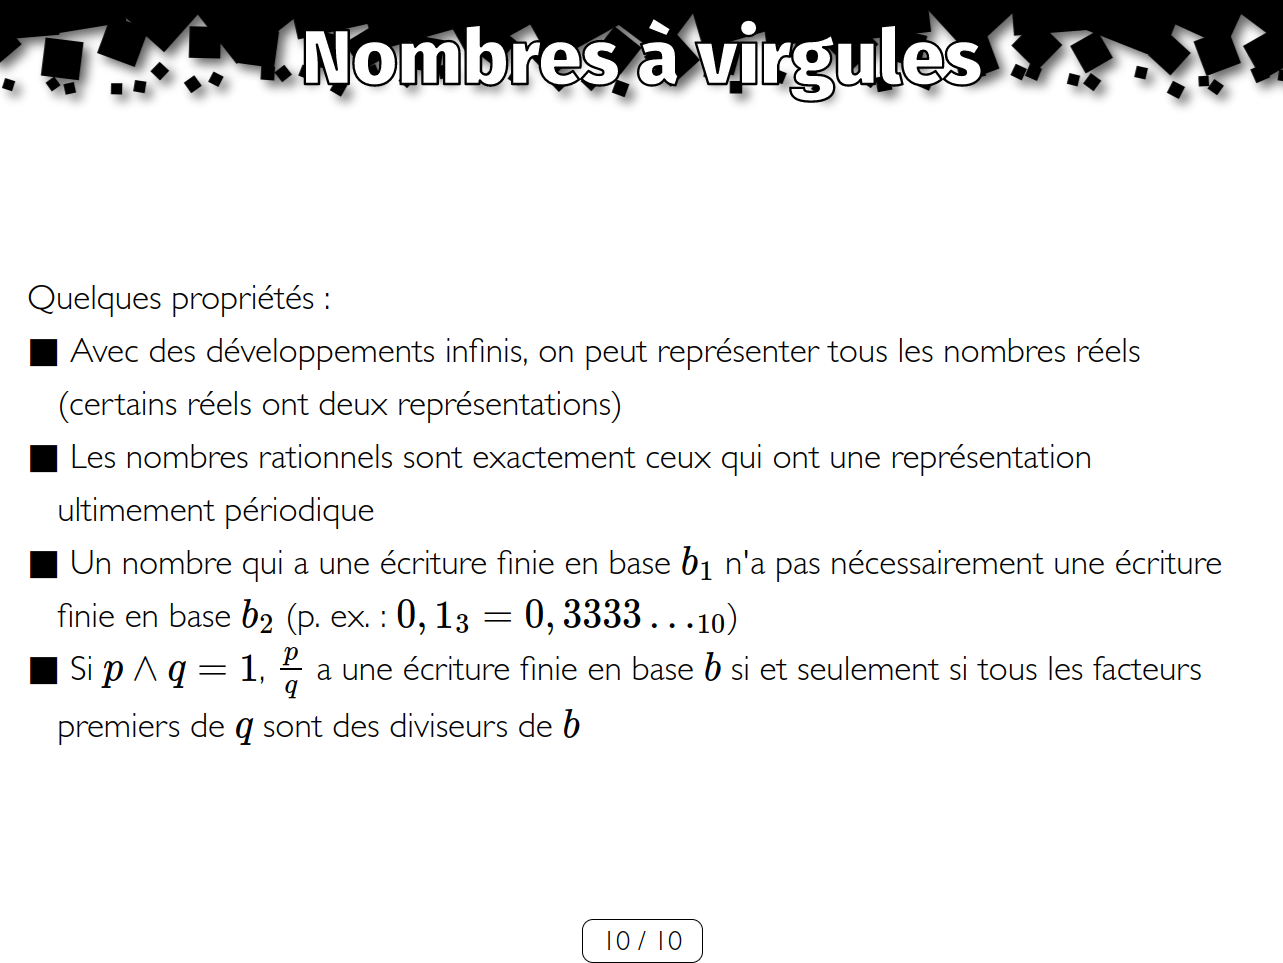 Nombres à virgules
Quelques propriétés :
■ Avec des développements infinis, on peut représenter tous les nombres réels
(certains réels ont deux représentations)
■ Les nombres rationnels sont exactement ceux qui ont une représentation
ultimement périodique
■ Un nombre qui a une écriture finie en base b₁ n'a pas nécessairement une écriture
finie en base b₂ (p. ex. : 0,1₃ = 0,3333…₁₀)
■ Si p ∧ q = 1, p/q a une écriture finie en base b si et seulement si tous les facteurs
premiers de q sont des diviseurs de b
10 / 10